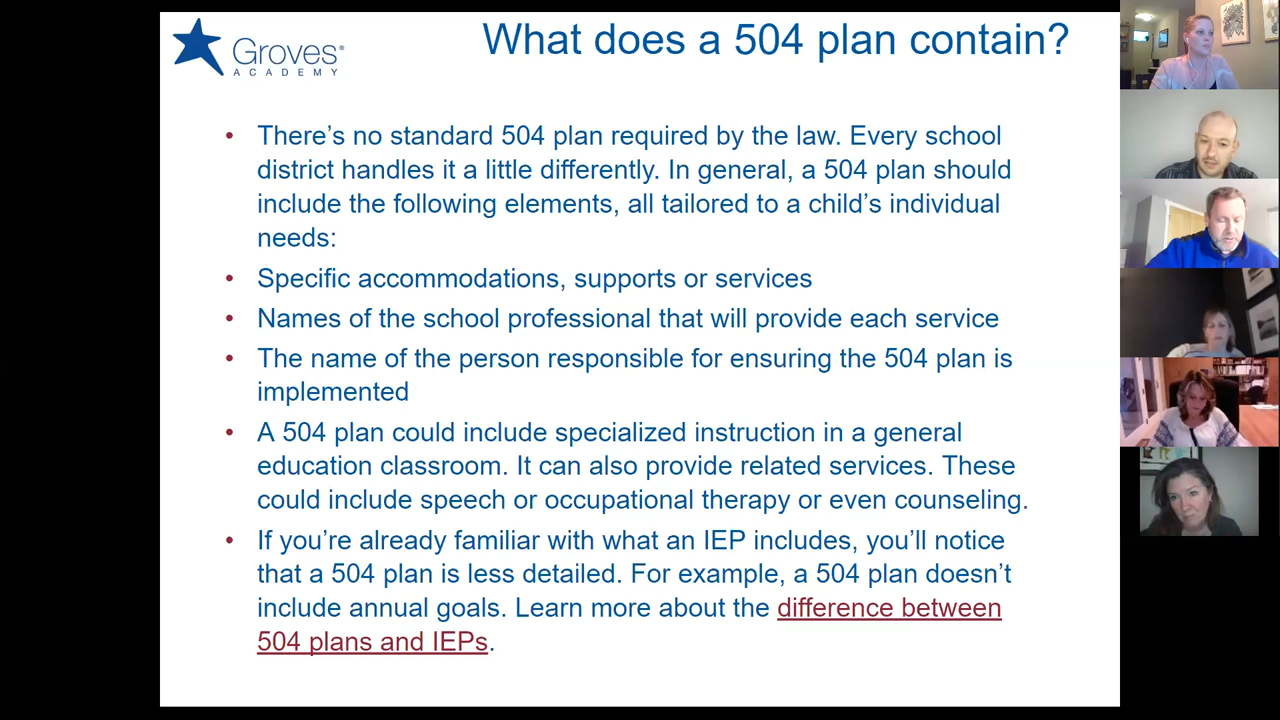 Groves®
ACADEMY
What does a 504 plan contain?
• There's no standard 504 plan required by the law. Every school
district handles it a little differently. In general, a 504 plan should
include the following elements, all tailored to a child's individual
needs:
• Specific accommodations, supports or services
• Names of the school professional that will provide each service
• The name of the person responsible for ensuring the 504 plan is
implemented
• A 504 plan could include specialized instruction in a general
education classroom. It can also provide related services. These
could include speech or occupational therapy or even counseling.
• If you're already familiar with what an IEP includes, you'll notice
that a 504 plan is less detailed. For example, a 504 plan doesn't
include annual goals. Learn more about the difference between
504 plans and IEPs.